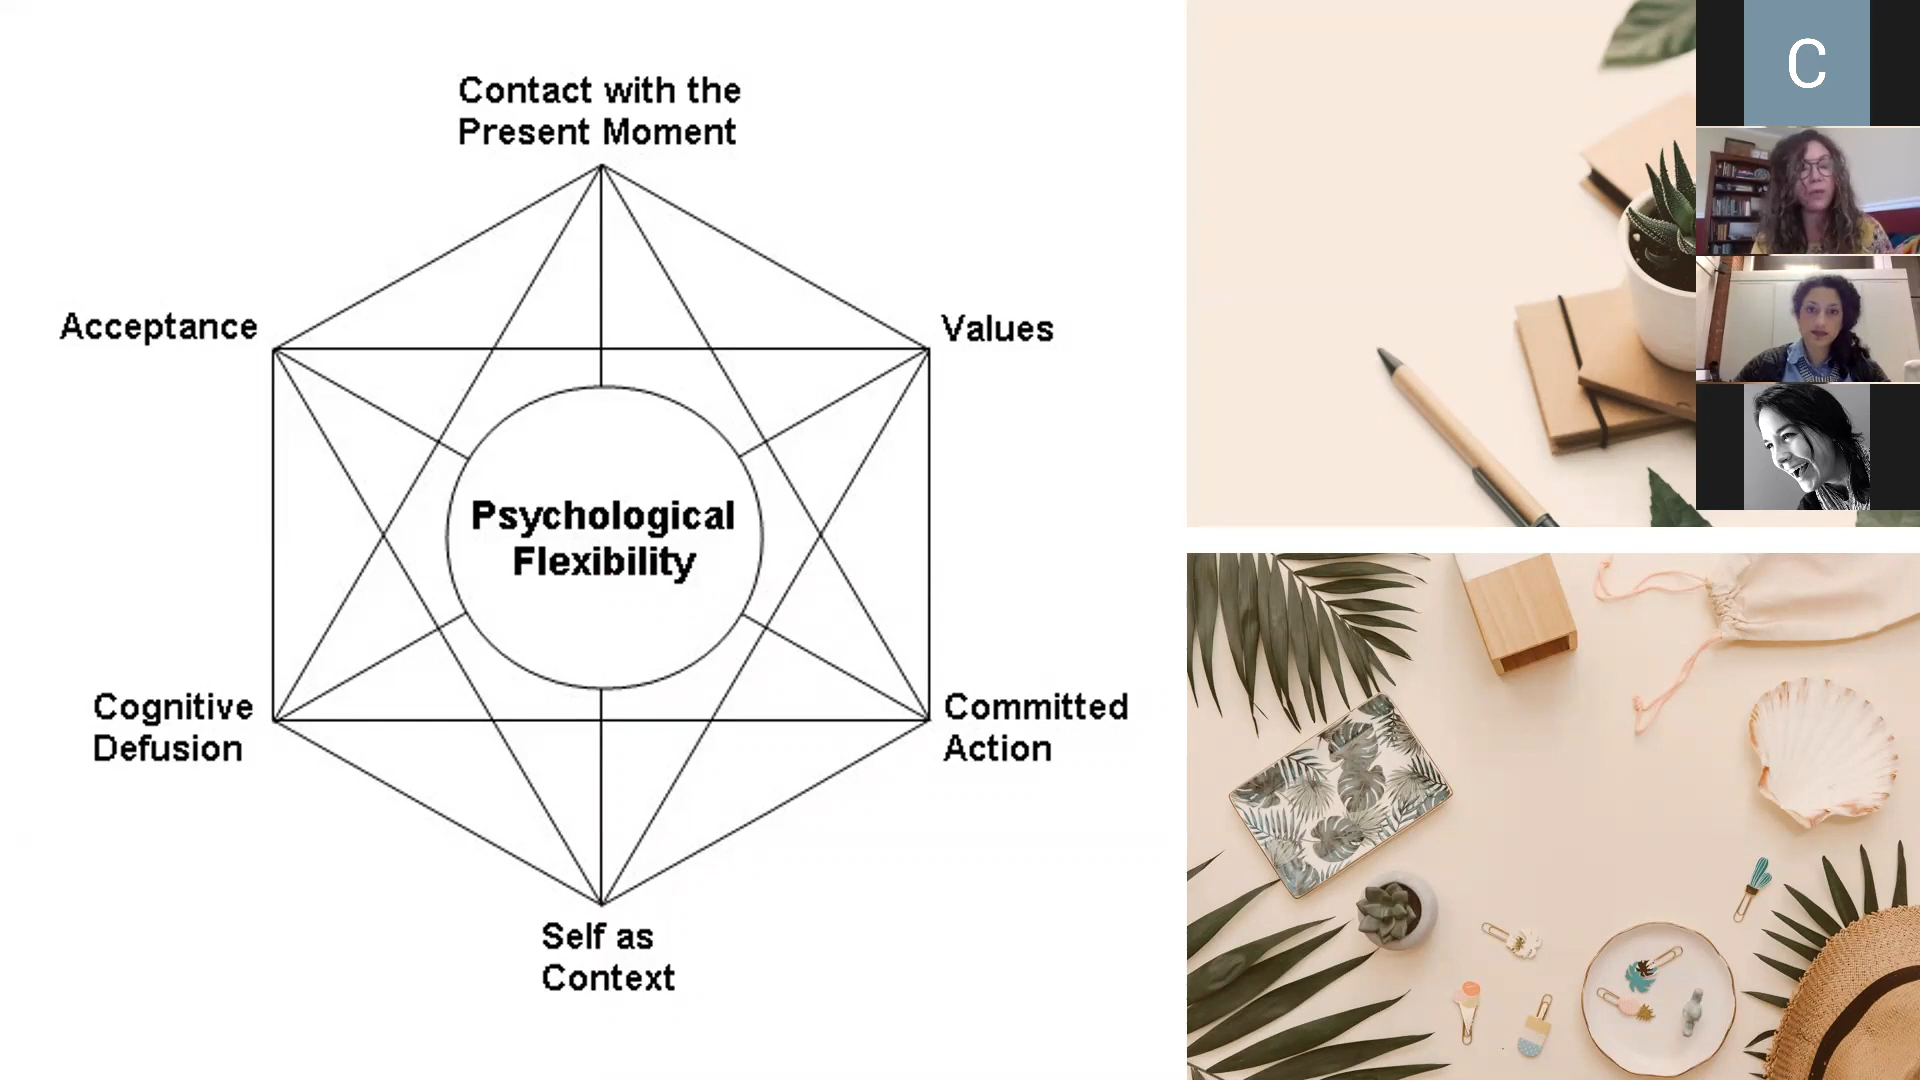 Contact with the
Present Moment
Acceptance
Values
Psychological
Flexibility
Cognitive
Defusion
Committed
Action
Self as
Context
C